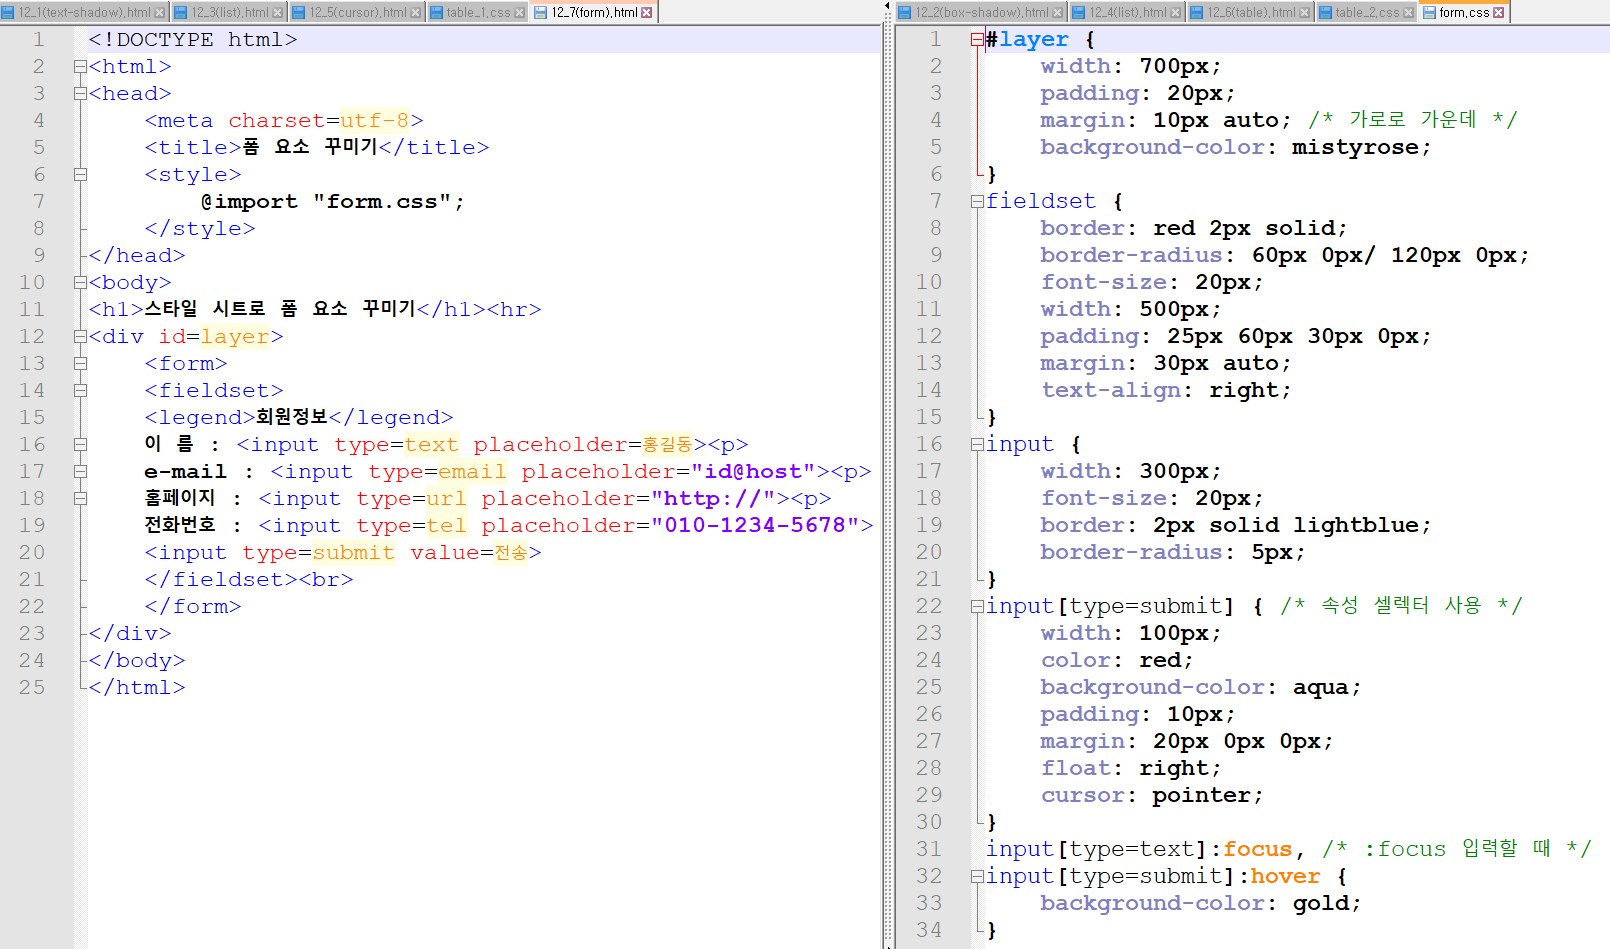 12_1(text-shadow).html 12_3(list).html 12_5(cursor).html table_1.css 12_7(form).html
1 <!DOCTYPE html>
2 <html>
3 <head>
4 <meta charset=utf-8>
5 <title>폼 요소 꾸미기</title>
6 <style>
7 @import "form.css";
8 </style>
9 </head>
10 <body>
11 <h1>스타일 시트로 폼 요소 꾸미기</h1><hr>
12 <div id=layer>
13 <form>
14 <fieldset>
15 <legend>회원정보</legend>
16 이 름 : <input type=text placeholder=홍길동><p>
17 e-mail : <input type=email placeholder="id@host"><p>
18 홈페이지 : <input type=url placeholder="http://"><p>
19 전화번호 : <input type=tel placeholder="010-1234-5678">
20 <input type=submit value=전송>
21 </fieldset><br>
22 </form>
23 </div>
24 </body>
25 </html>
12_2(box-shadow).html 12_4(list).html 12_6(table).html table_2.css form.css
1 #layer {
2 width: 700px;
3 padding: 20px;
4 margin: 10px auto; /* 가로로 가운데 */
5 background-color: mistyrose;
6 }
7 fieldset {
8 border: red 2px solid;
9 border-radius: 60px 0px/ 120px 0px;
10 font-size: 20px;
11 width: 500px;
12 padding: 25px 60px 30px 0px;
13 margin: 30px auto;
14 text-align: right;
15 }
16 input {
17 width: 300px;
18 font-size: 20px;
19 border: 2px solid lightblue;
20 border-radius: 5px;
21 }
22 input[type=submit] { /* 속성 셀렉터 사용 */
23 width: 100px;
24 color: red;
25 background-color: aqua;
26 padding: 10px;
27 margin: 20px 0px 0px;
28 float: right;
29 cursor: pointer;
30 }
31 input[type=text]:focus, /* :focus 입력할 때 */
32 input[type=submit]:hover {
33 background-color: gold;
34 }